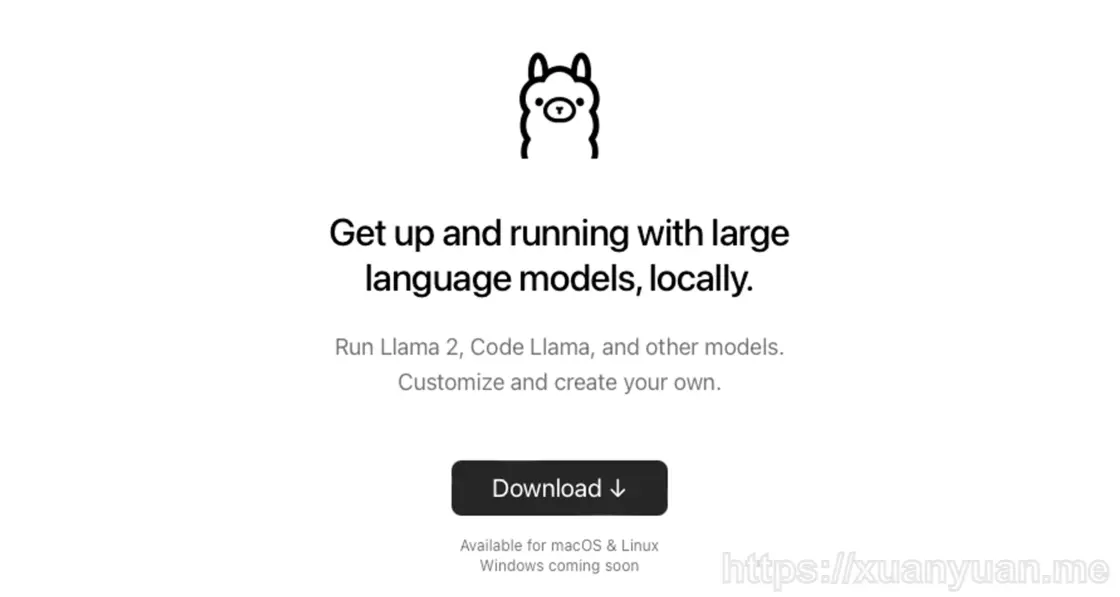 Get up and running with large
language models, locally.
Run Llama 2, Code Llama, and other models.
Customize and create your own.
Download ↓
Available for macOS & Linux
Windows coming soon
https://xuanyuan.me